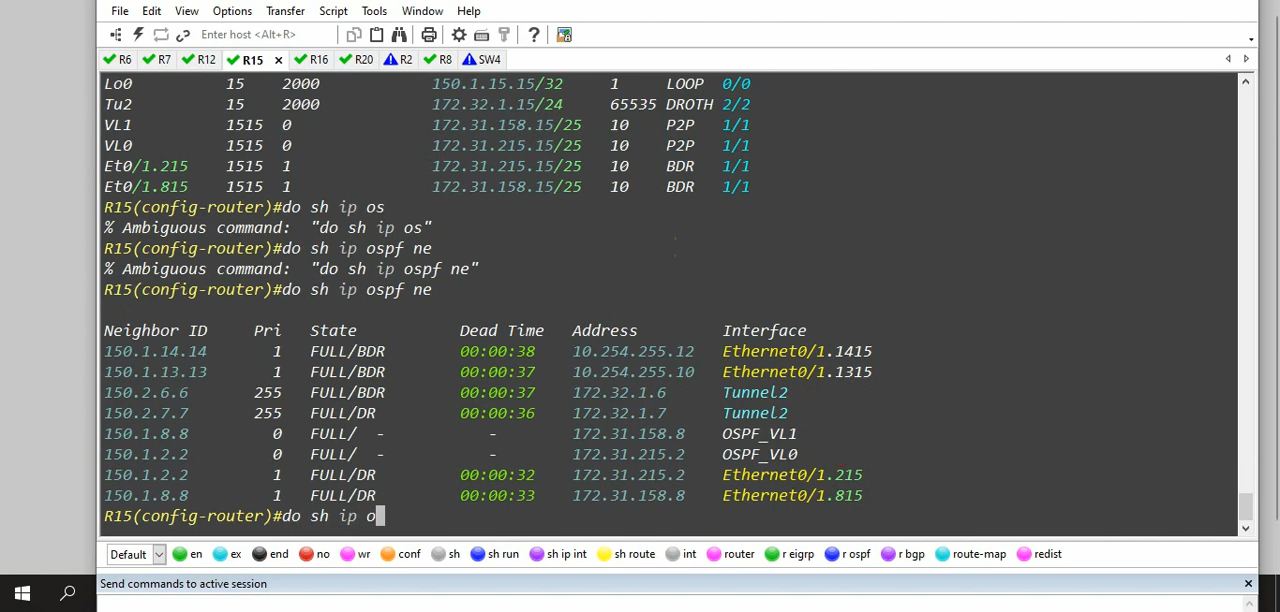 File Edit View Options Transfer Script Tools Window Help
Enter host <Alt+R>
R6 R7 R12 R15 × R16 R20 R2 R8 SW4
Lo0 15 2000 150.1.15.15/32 1 LOOP 0/0
Tu2 15 2000 172.32.1.15/24 65535 DROTH 2/2
VL1 1515 0 172.31.158.15/25 10 P2P 1/1
VL0 1515 0 172.31.215.15/25 10 P2P 1/1
Et0/1.215 1515 1 172.31.215.15/25 10 BDR 1/1
Et0/1.815 1515 1 172.31.158.15/25 10 BDR 1/1
R15(config-router)#do sh ip os
% Ambiguous command: "do sh ip os"
R15(config-router)#do sh ip ospf ne
% Ambiguous command: "do sh ip ospf ne"
R15(config-router)#do sh ip ospf ne
Neighbor ID Pri State Dead Time Address Interface
150.1.14.14 1 FULL/BDR 00:00:38 10.254.255.12 Ethernet0/1.1415
150.1.13.13 1 FULL/BDR 00:00:37 10.254.255.10 Ethernet0/1.1315
150.2.6.6 255 FULL/BDR 00:00:37 172.32.1.6 Tunnel2
150.2.7.7 255 FULL/DR 00:00:36 172.32.1.7 Tunnel2
150.1.8.8 0 FULL/ - - 172.31.158.8 OSPF_VL1
150.1.2.2 0 FULL/ - - 172.31.215.2 OSPF_VL0
150.1.2.2 1 FULL/DR 00:00:32 172.31.215.2 Ethernet0/1.215
150.1.8.8 1 FULL/DR 00:00:33 172.31.158.8 Ethernet0/1.815
R15(config-router)#do sh ip o
Default en ex end no wr conf sh sh run sh ip int sh route int router r eigrp r ospf r bgp route-map redist
Send commands to active session ×